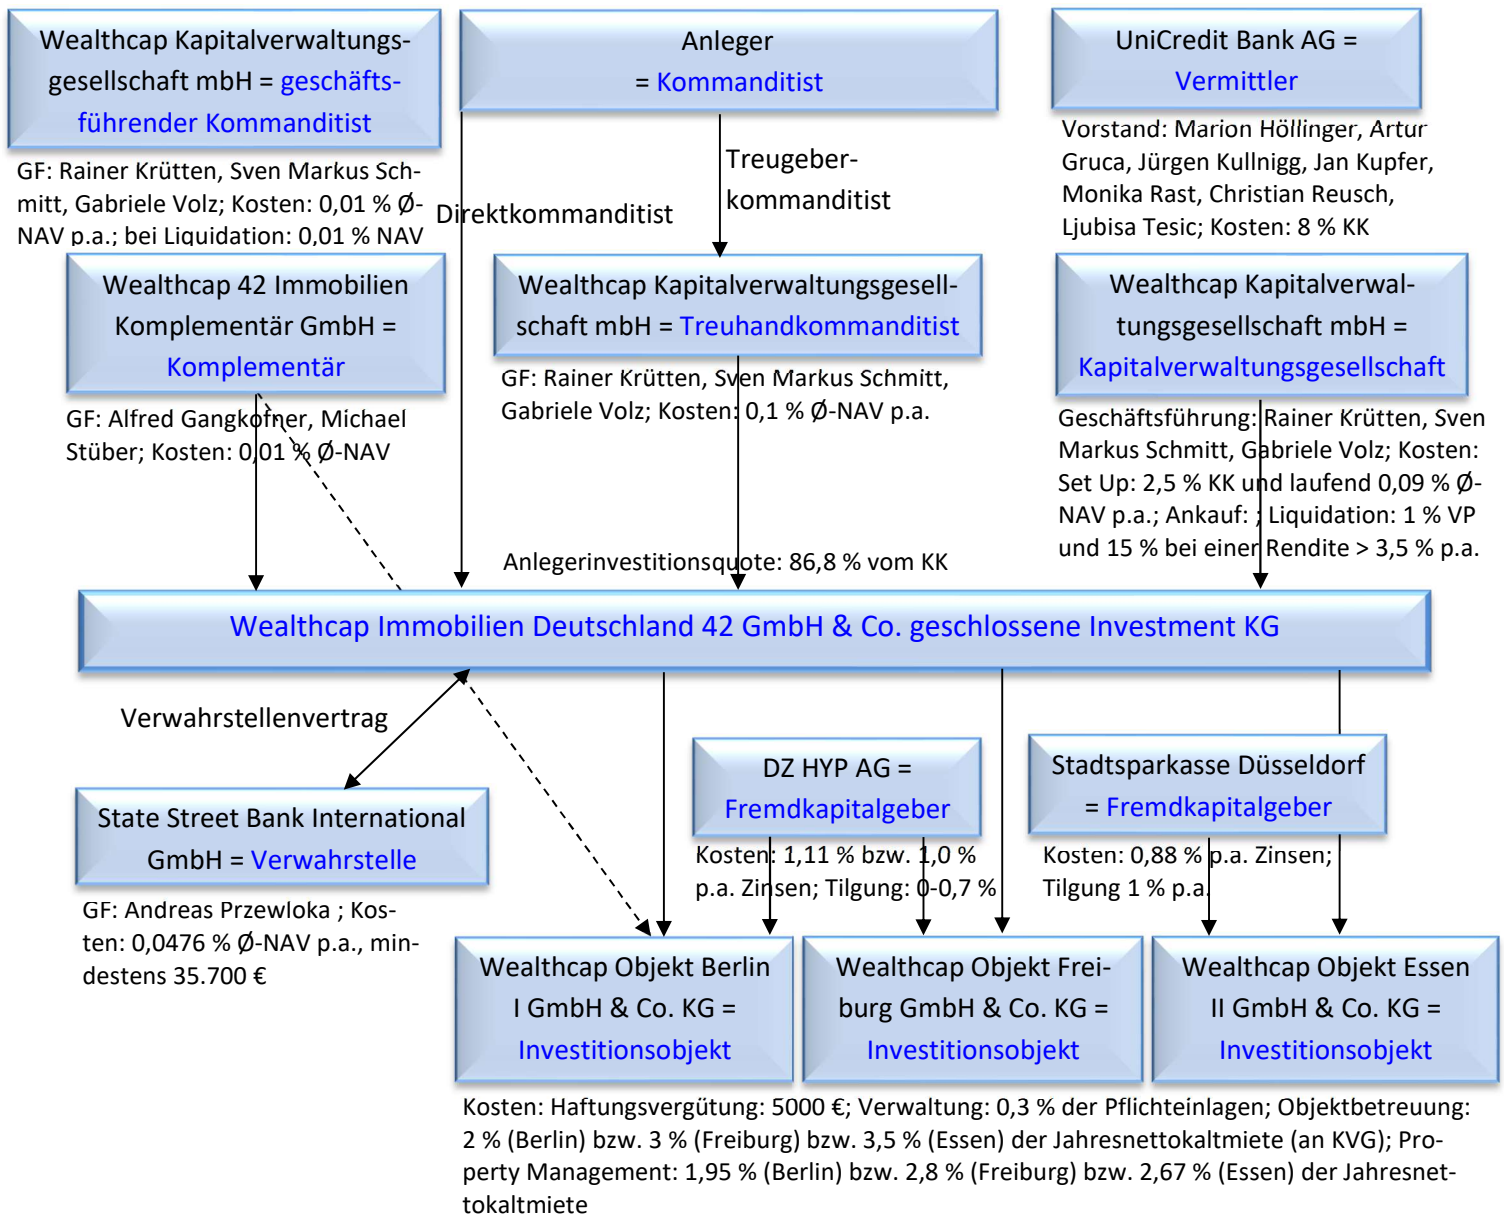 Wealthcap Kapitalverwaltungs-
gesellschaft mbH = geschäfts-
führender Kommanditist
GF: Rainer Krütten, Sven Markus Sch-
mitt, Gabriele Volz; Kosten: 0,01 % Ø-
NAV p.a.; bei Liquidation: 0,01 % NAV
Anleger
= Kommanditist
UniCredit Bank AG =
Vermittler
Vorstand: Marion Höllinger, Artur
Gruca, Jürgen Kullnigg, Jan Kupfer,
Monika Rast, Christian Reusch,
Ljubisa Tesic; Kosten: 8 % KK
Direktkommanditist
Treugeber-
kommanditist
Wealthcap 42 Immobilien
Komplementär GmbH =
Komplementär
GF: Alfred Gangkofner, Michael
Stüber; Kosten: 0,01 % Ø-NAV
Wealthcap Kapitalverwaltungsgesell-
schaft mbH = Treuhandkommanditist
GF: Rainer Krütten, Sven Markus Schmitt,
Gabriele Volz; Kosten: 0,1 % Ø-NAV p.a.
Wealthcap Kapitalverwal-
tungsgesellschaft mbH =
Kapitalverwaltungsgesellschaft
Geschäftsführung: Rainer Krütten, Sven
Markus Schmitt, Gabriele Volz; Kosten:
Set Up: 2,5 % KK und laufend 0,09 % Ø-
NAV p.a.; Ankauf: ; Liquidation: 1 % VP
und 15 % bei einer Rendite > 3,5 % p.a.
Anlegerinvestitionsquote: 86,8 % vom KK
Wealthcap Immobilien Deutschland 42 GmbH & Co. geschlossene Investment KG
Verwahrstellenvertrag
State Street Bank International
GmbH = Verwahrstelle
GF: Andreas Przewloka ; Kos-
ten: 0,0476 % Ø-NAV p.a., min-
destens 35.700 €
DZ HYP AG =
Fremdkapitalgeber
Kosten: 1,11 % bzw. 1,0 %
p.a. Zinsen; Tilgung: 0-0,7 %
Stadtsparkasse Düsseldorf
= Fremdkapitalgeber
Kosten: 0,88 % p.a. Zinsen;
Tilgung 1 % p.a.
Wealthcap Objekt Berlin
I GmbH & Co. KG =
Investitionsobjekt
Wealthcap Objekt Frei-
burg GmbH & Co. KG =
Investitionsobjekt
Wealthcap Objekt Essen
II GmbH & Co. KG =
Investitionsobjekt
Kosten: Haftungsvergütung: 5000 €; Verwaltung: 0,3 % der Pflichteinlagen; Objektbetreuung:
2 % (Berlin) bzw. 3 % (Freiburg) bzw. 3,5 % (Essen) der Jahresnettokaltmiete (an KVG); Pro-
perty Management: 1,95 % (Berlin) bzw. 2,8 % (Freiburg) bzw. 2,67 % (Essen) der Jahresnet-
tokaltmiete